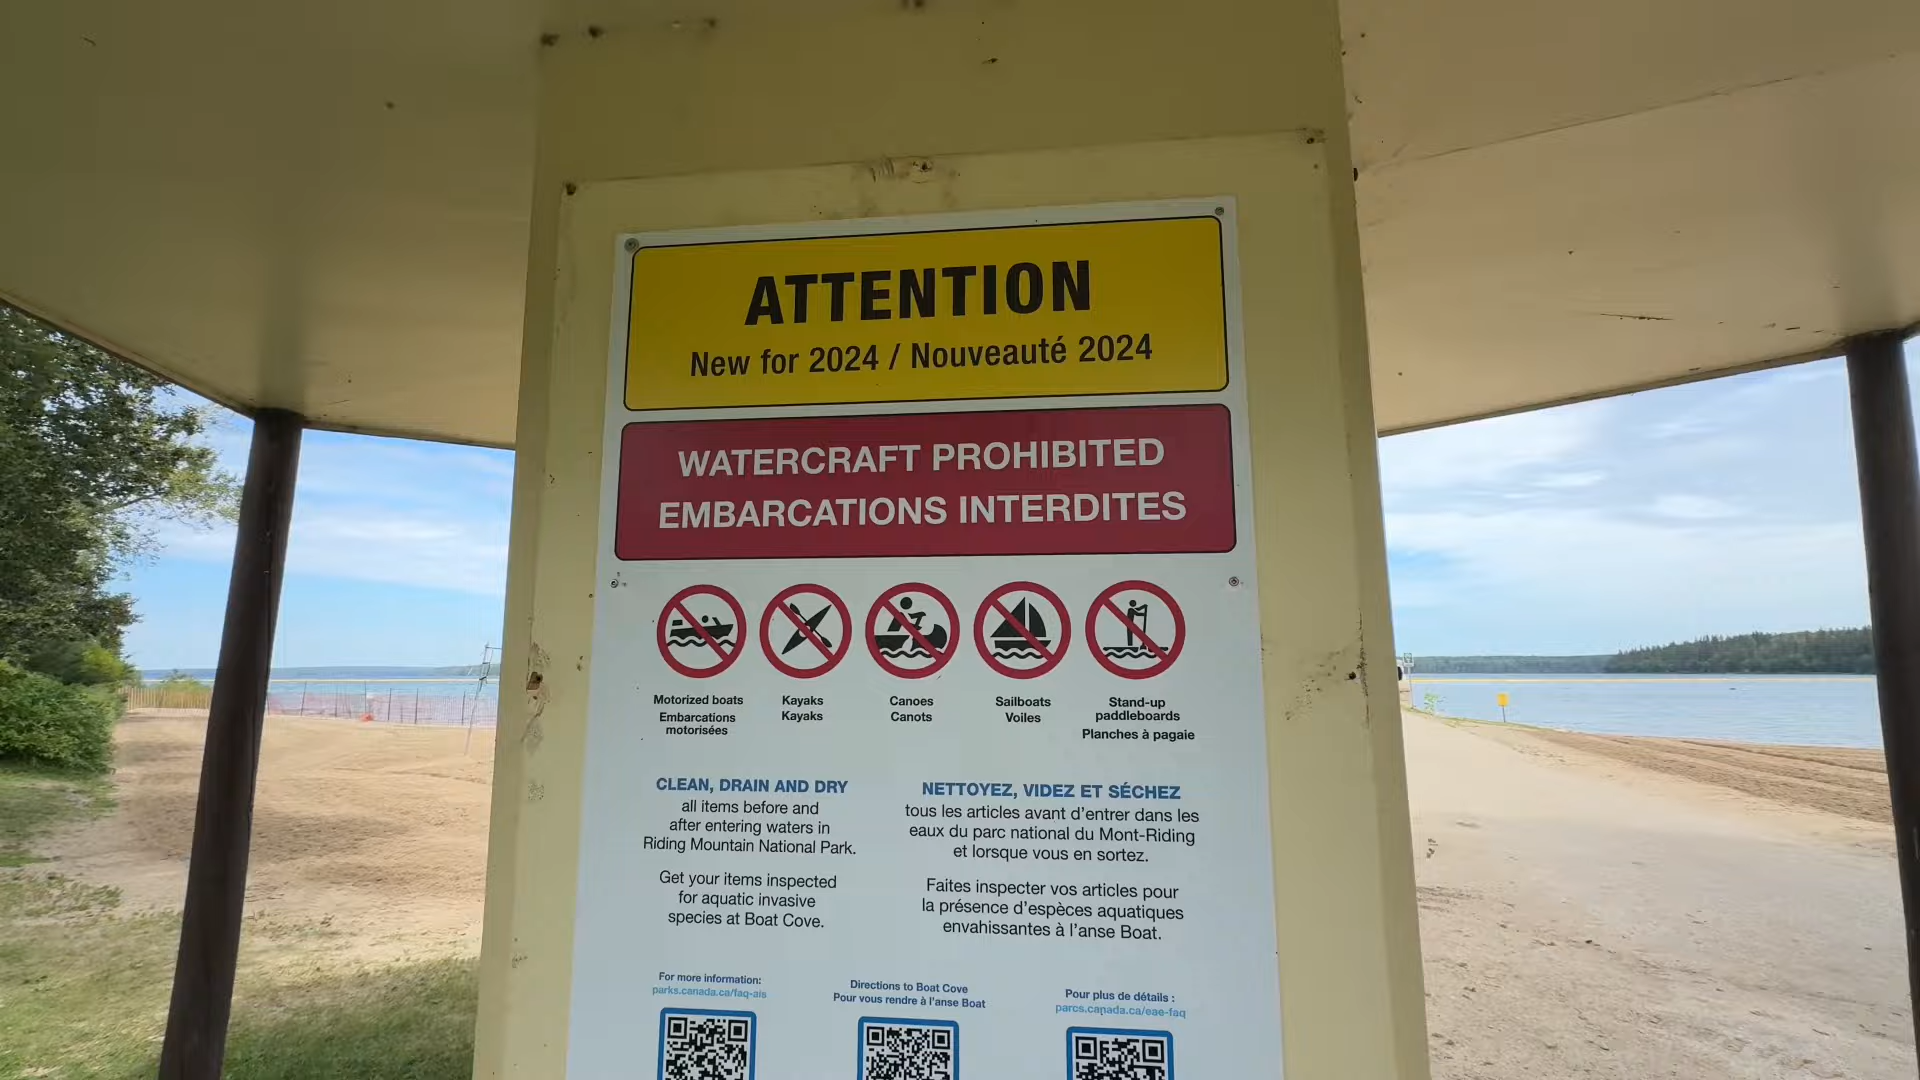 ATTENTION
New for 2024 / Nouveauté 2024
WATERCRAFT PROHIBITED
EMBARCATIONS INTERDITES
Motorized boats
Embarcations
motorisées
Kayaks
Kayaks
Canoes
Canots
Sailboats
Voiles
Stand-up
paddleboards
Planches à pagaie
CLEAN, DRAIN AND DRY
all items before and
after entering waters in
Riding Mountain National Park.
Get your items inspected
for aquatic invasive
species at Boat Cove.
NETTOYEZ, VIDEZ ET SÉCHEZ
tous les articles avant d'entrer dans les
eaux du parc national du Mont-Riding
et lorsque vous en sortez.
Faites inspecter vos articles pour
la présence d'espèces aquatiques
envahissantes à l'anse Boat.
For more information:
parks.canada.ca/faq-ais
Directions to Boat Cove
Pour vous rendre à l'anse Boat
Pour plus de détails :
parcs.canada.ca/eae-faq